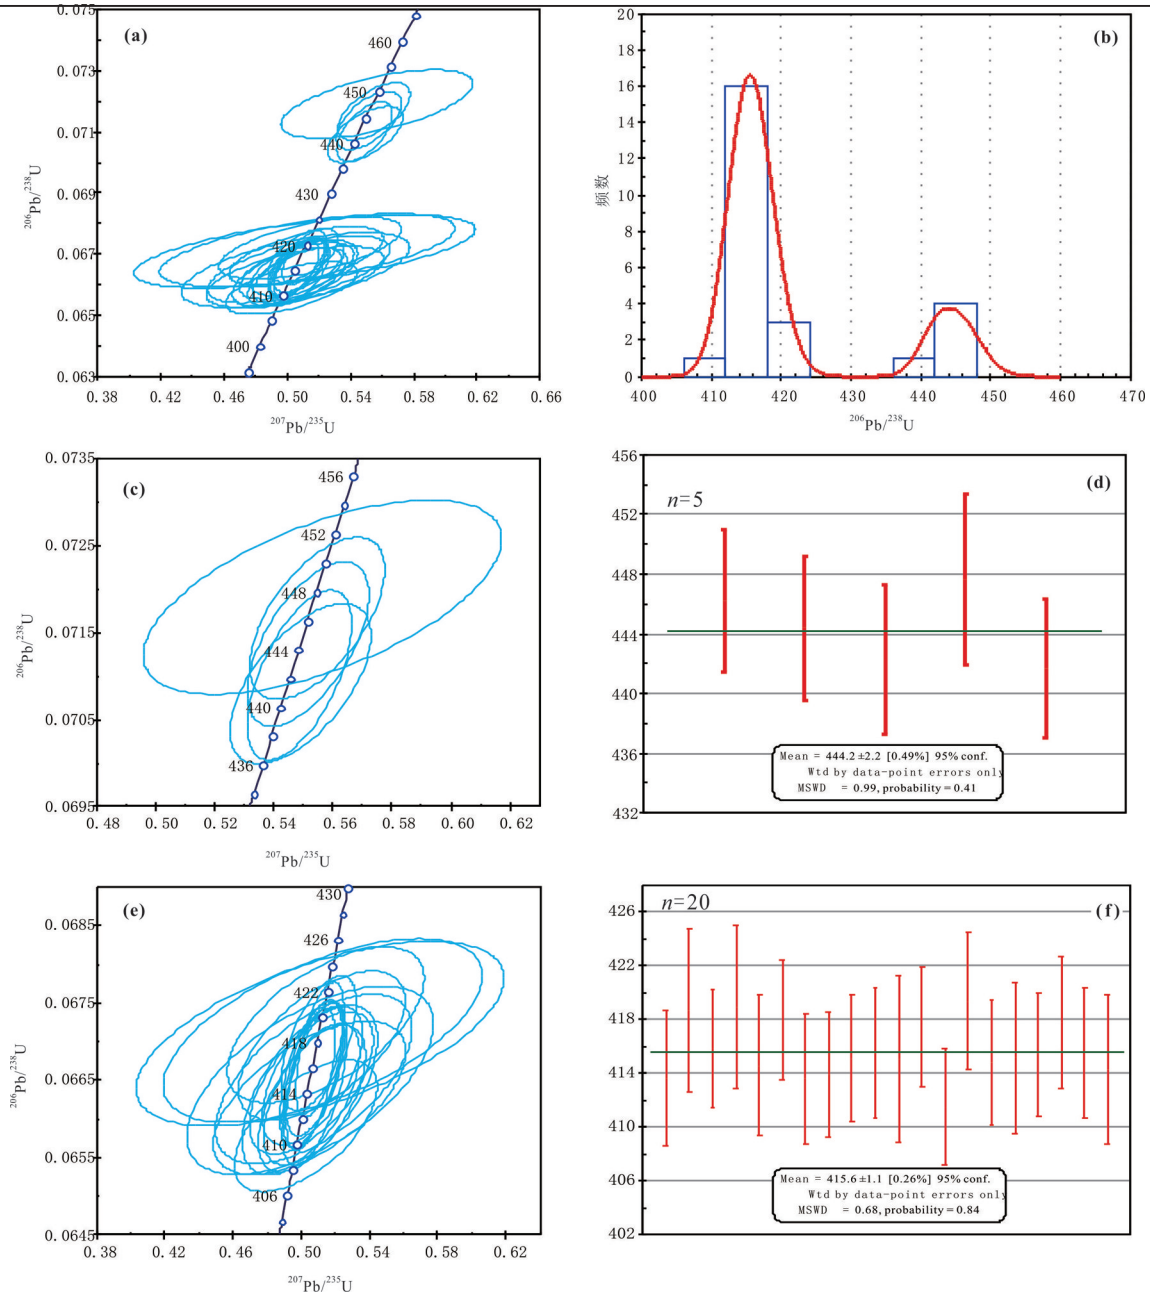 (a)
0. 075
0. 073
0. 071
0. 069
0. 067
0. 065
0. 063
206Pb/238U
460
450
440
430
420
410
400
0. 38 0. 42 0. 46 0. 50 0. 54 0. 58 0. 62 0. 66
207Pb/235U
(b)
20
18
16
14
12
10
8
6
4
2
0
频数
400 410 420 430 440 450 460 470
206Pb/238U
(c)
0. 0735
0. 0725
0. 0715
0. 0705
0. 0695
206Pb/238U
456
452
448
444
440
436
0. 48 0. 50 0. 52 0. 54 0. 56 0. 58 0. 60 0. 62
207Pb/235U
(d)
n=5
456
452
448
444
440
436
432
Mean = 444.2 ±2.2 [0.49%] 95% conf.
Wtd by data-point errors only
MSWD = 0.99, probability = 0.41
(e)
0. 0685
0. 0675
0. 0665
0. 0655
0. 0645
206Pb/238U
430
426
422
418
414
410
406
0. 38 0. 42 0. 46 0. 50 0. 54 0. 58 0. 62
207Pb/235U
(f)
n=20
426
422
418
414
410
406
402
Mean = 415.6 ±1.1 [0.26%] 95% conf.
Wtd by data-point errors only
MSWD = 0.68, probability = 0.84